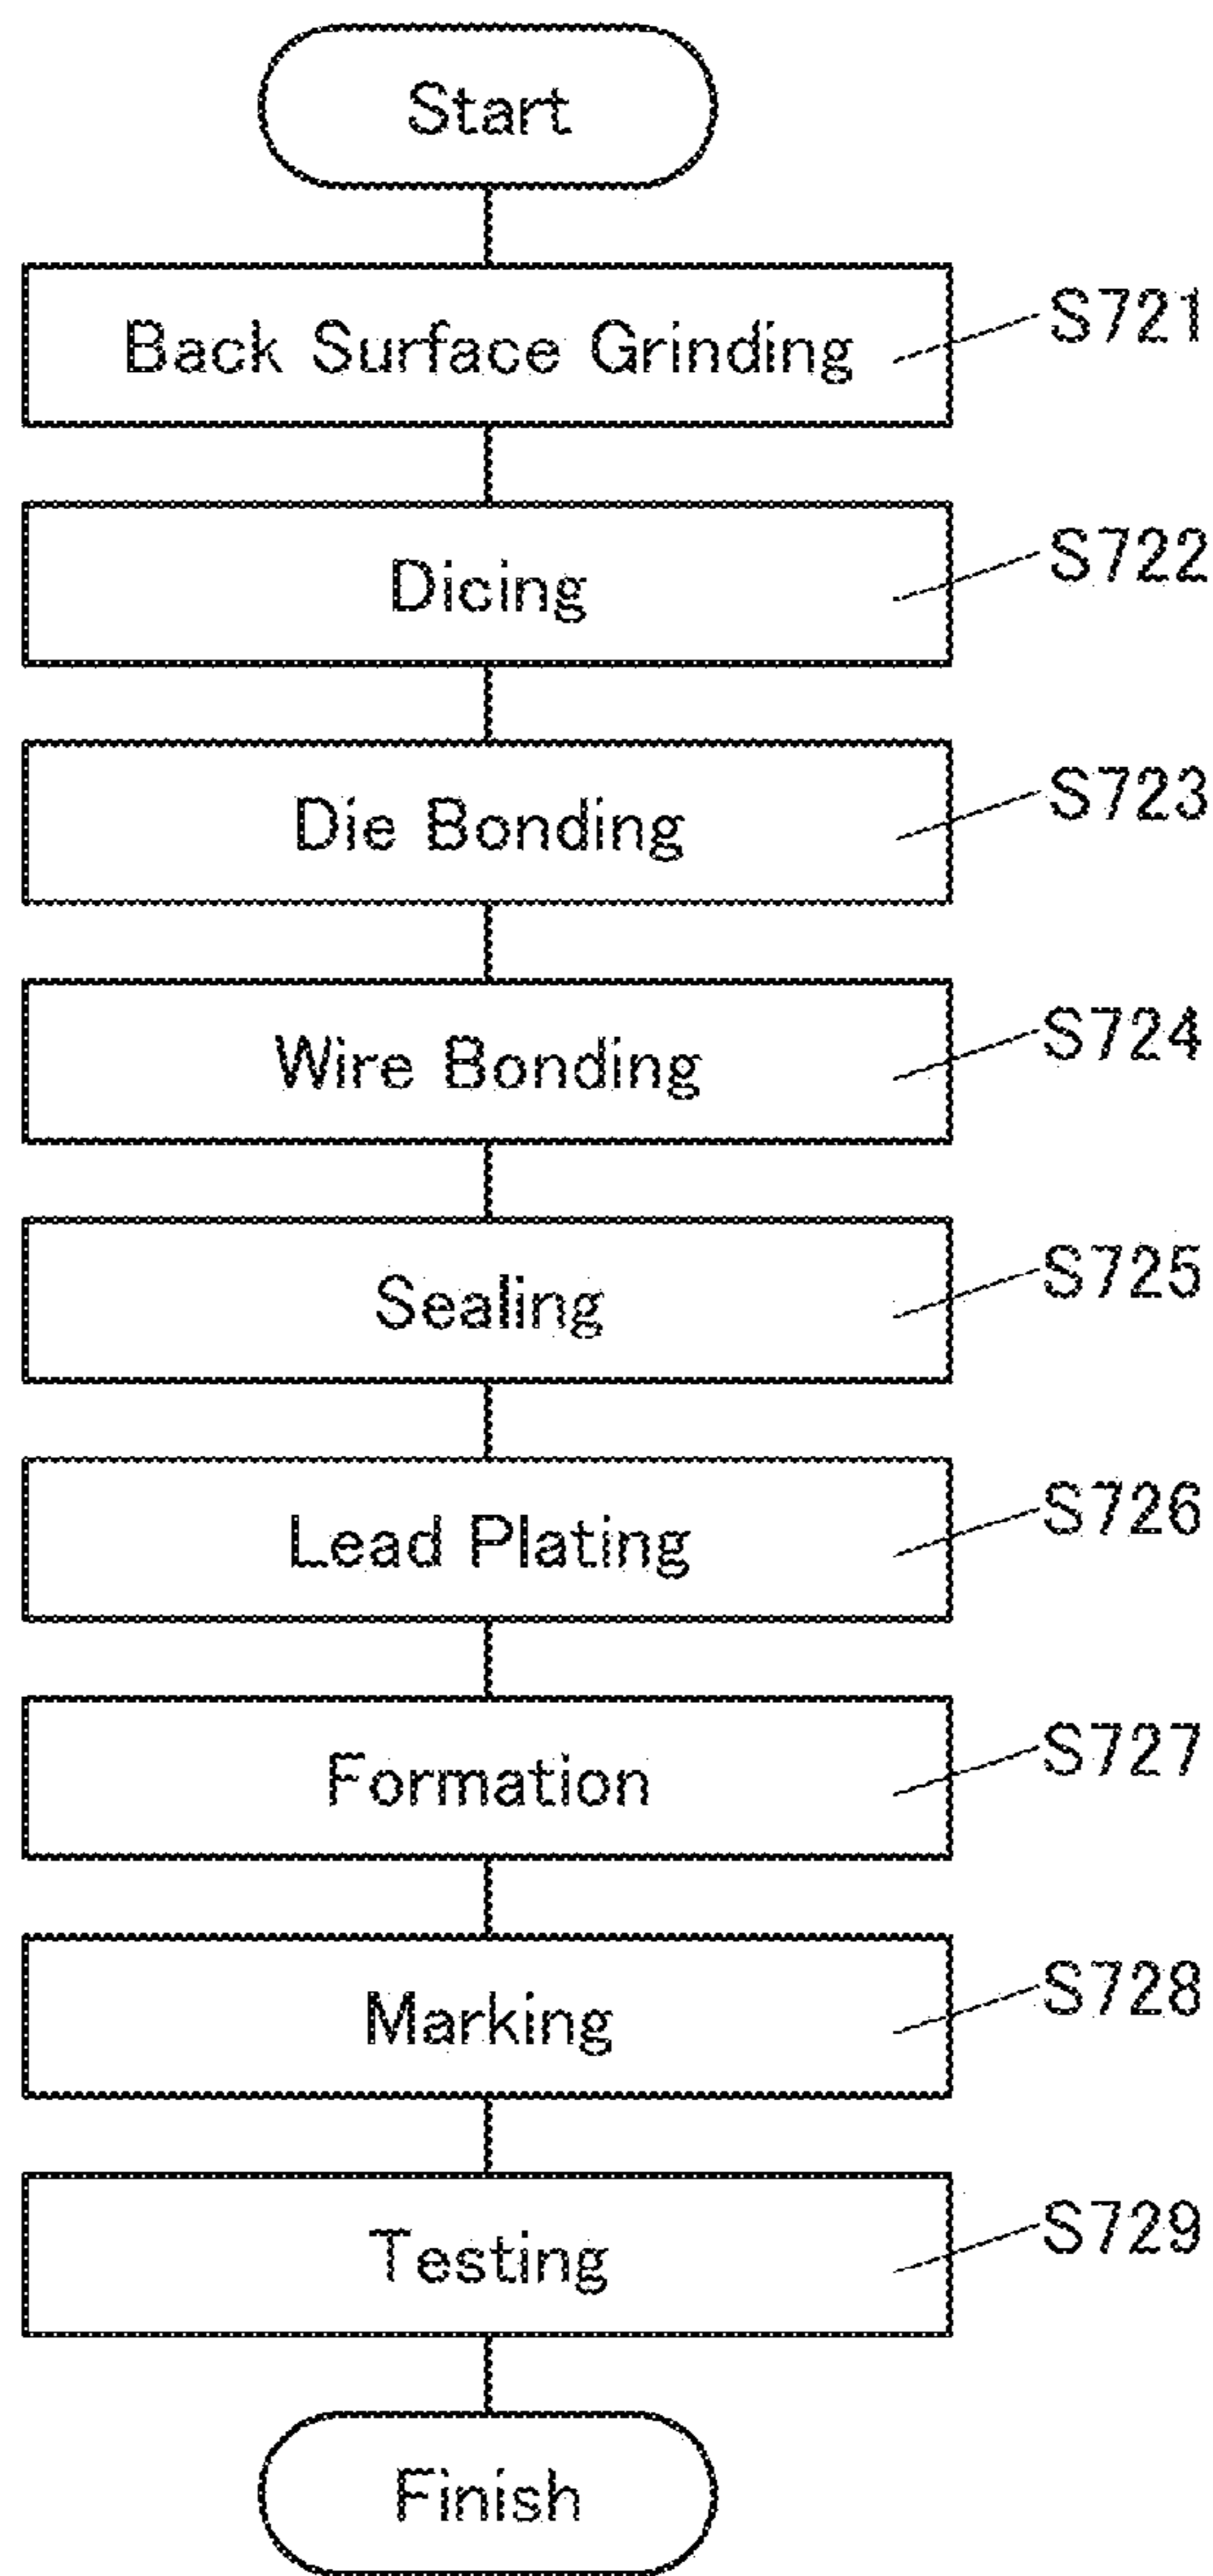 Start
Back Surface Grinding S721
Dicing S722
Die Bonding S723
Wire Bonding S724
Sealing S725
Lead Plating S726
Formation S727
Marking S728
Testing S729
Finish